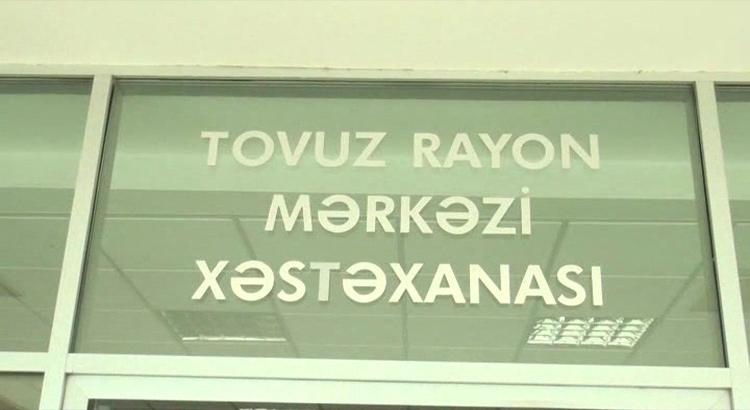 TOVUZ RAYON
MƏRKƏZİ
XƏSTƏXANASI